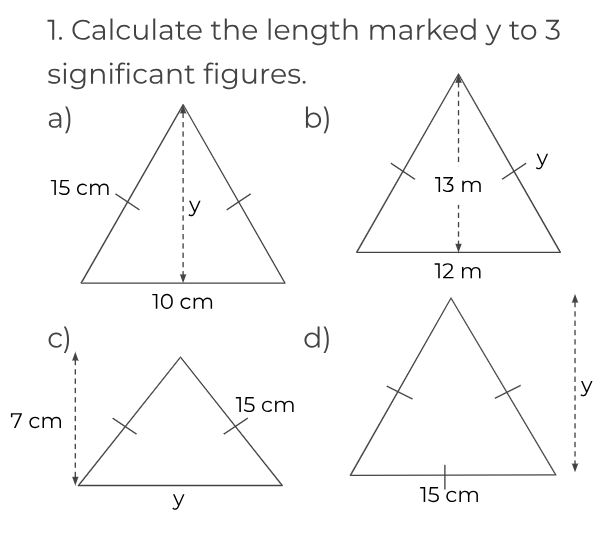 1. Calculate the length marked y to 3
significant figures.
a)
15 cm
y
10 cm
b)
y
13 m
12 m
c)
7 cm
15 cm
y
d)
y
15 cm